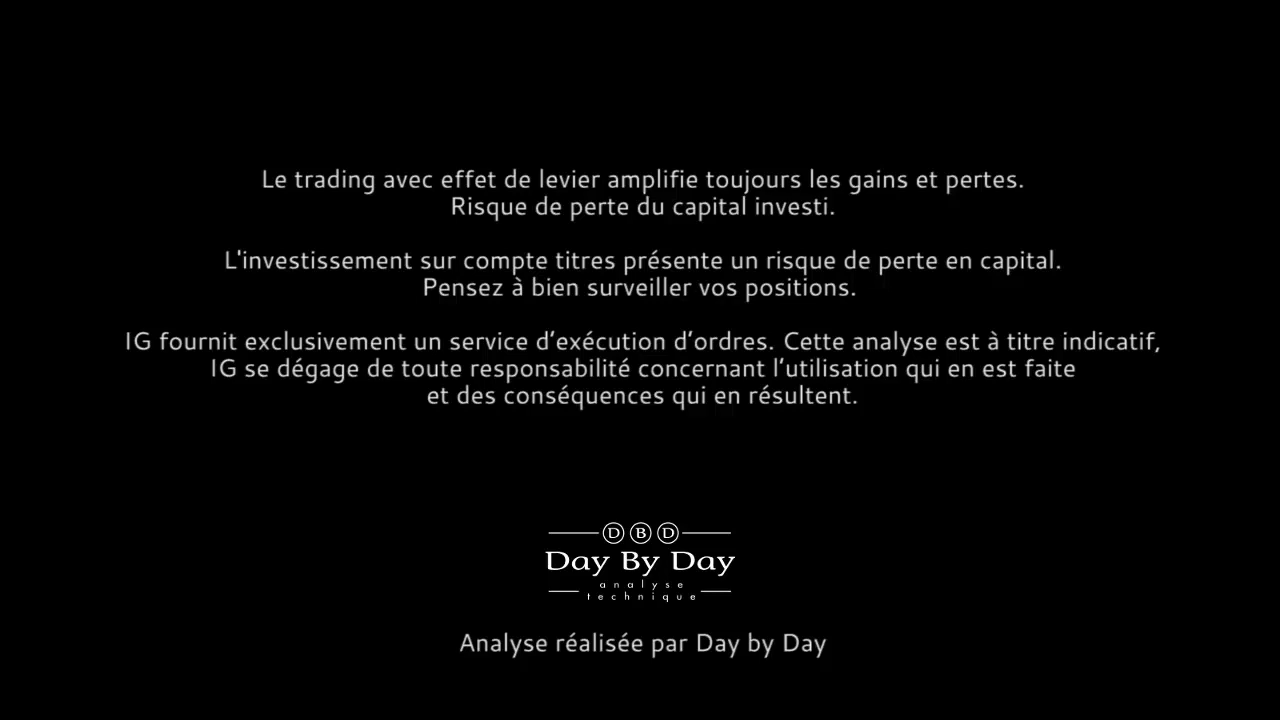 Le trading avec effet de levier amplifie toujours les gains et pertes.
Risque de perte du capital investi.
L'investissement sur compte titres présente un risque de perte en capital.
Pensez à bien surveiller vos positions.
IG fournit exclusivement un service d’exécution d’ordres. Cette analyse est à titre indicatif,
IG se dégage de toute responsabilité concernant l’utilisation qui en est faite
et des conséquences qui en résultent.
D B D
Day By Day
analyse
technique
Analyse réalisée par Day by Day